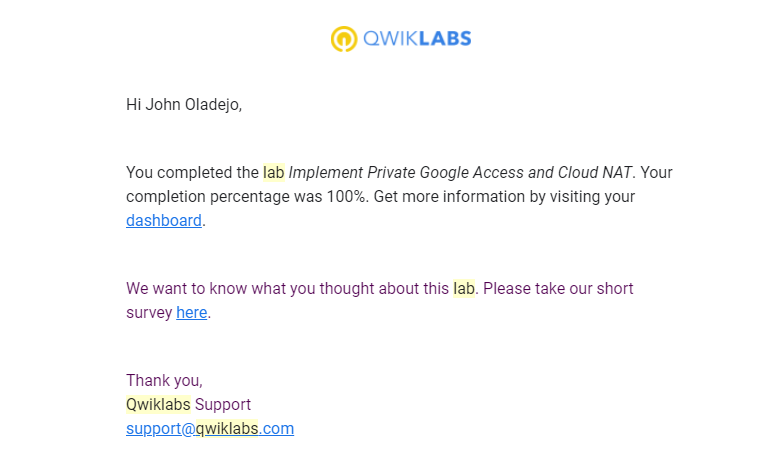 QWIKLABS
Hi John Oladejo,
You completed the lab Implement Private Google Access and Cloud NAT. Your
completion percentage was 100%. Get more information by visiting your
dashboard.
We want to know what you thought about this lab. Please take our short
survey here.
Thank you,
Qwiklabs Support
support@qwiklabs.com